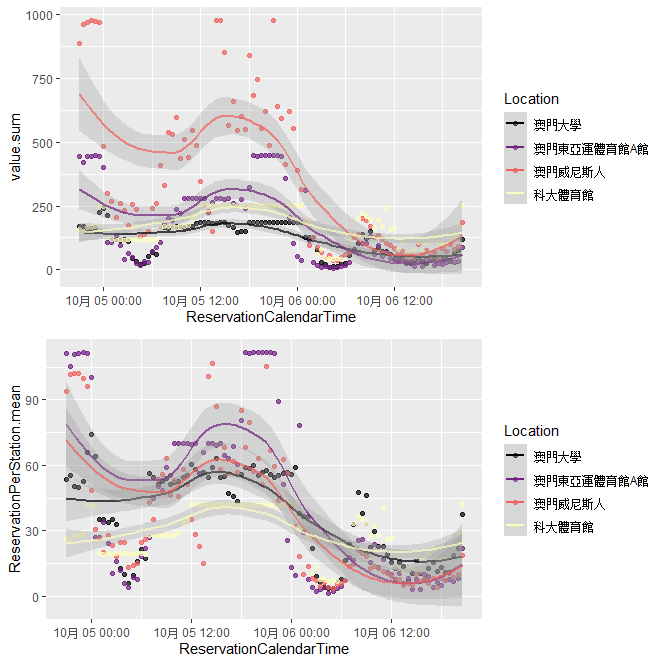 1000
750
500
250
0
value.sum
10月 05 00:00
10月 05 12:00
10月 06 00:00
10月 06 12:00
ReservationCalendarTime
Location
澳門大學
澳門東亞運體育館A館
澳門威尼斯人
科大體育館
90
60
30
0
ReservationPerStation.mean
10月 05 00:00
10月 05 12:00
10月 06 00:00
10月 06 12:00
ReservationCalendarTime
Location
澳門大學
澳門東亞運體育館A館
澳門威尼斯人
科大體育館